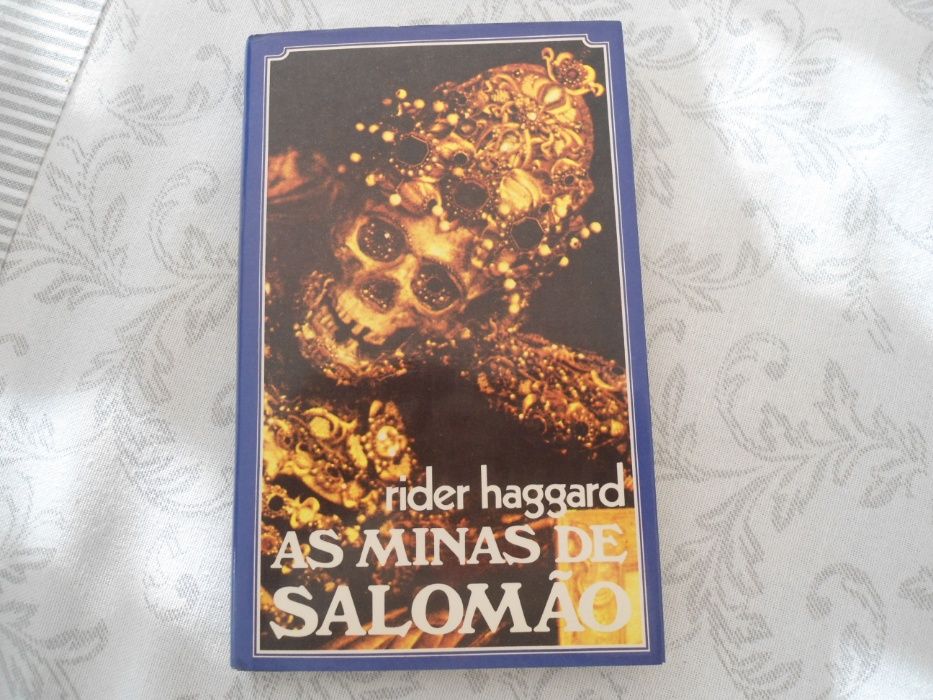 rider haggard
AS MINAS DE
SALOMÃO